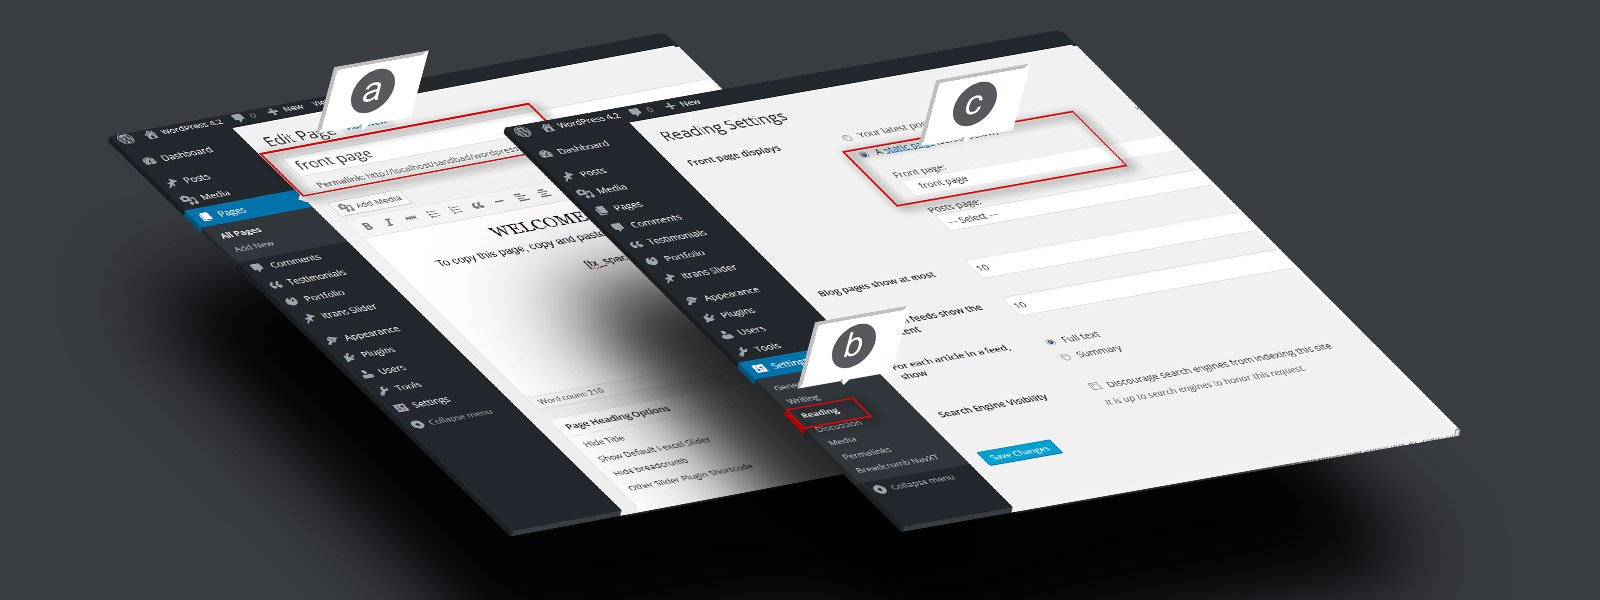 a
WordPress 4.2
0
New
Edit Page
front page
Permalink: http://localhost/sandbad/wordpress
Add Media
B I
WELCOME
To copy this page, copy and paste
Word count: 210
Page Heading Options
Hide Title
Show Default i-excel Slider
Hide breadcrumb
Other Slider Plugin Shortcode
Dashboard
Posts
Media
Pages
All Pages
Add New
Comments
Testimonials
Portfolio
Itrans Slider
Appearance
Plugins
Users
Tools
Settings
Collapse menu
WordPress 4.2
0
New
Dashboard
Posts
Media
Pages
Comments
Testimonials
Portfolio
Itrans Slider
Appearance
Plugins
Users
Tools
Settings
b
Writing
Reading
Discussion
Media
Permalinks
Breadcrumb NavXT
Collapse menu
Reading Settings
c
Front page displays
Your latest
A static
Front page:
front page
Posts page:
— Select —
Blog pages show at most
10
feeds show the
10
For each article in a feed,
show
Full text
Summary
Search Engine Visibility
Discourage search engines from indexing this site
It is up to search engines to honor this request.
Save Changes